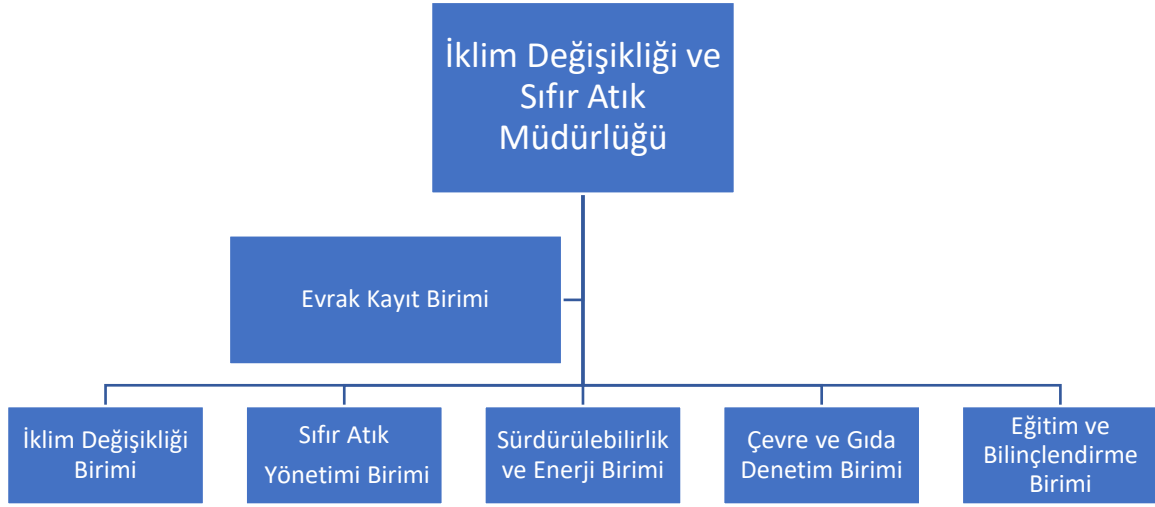 İklim Değişikliği ve
Sıfır Atık
Müdürlüğü
Evrak Kayıt Birimi
İklim Değişikliği
Birimi
Sıfır Atık
Yönetimi Birimi
Sürdürülebilirlik
ve Enerji Birimi
Çevre ve Gıda
Denetim Birimi
Eğitim ve
Bilinçlendirme
Birimi